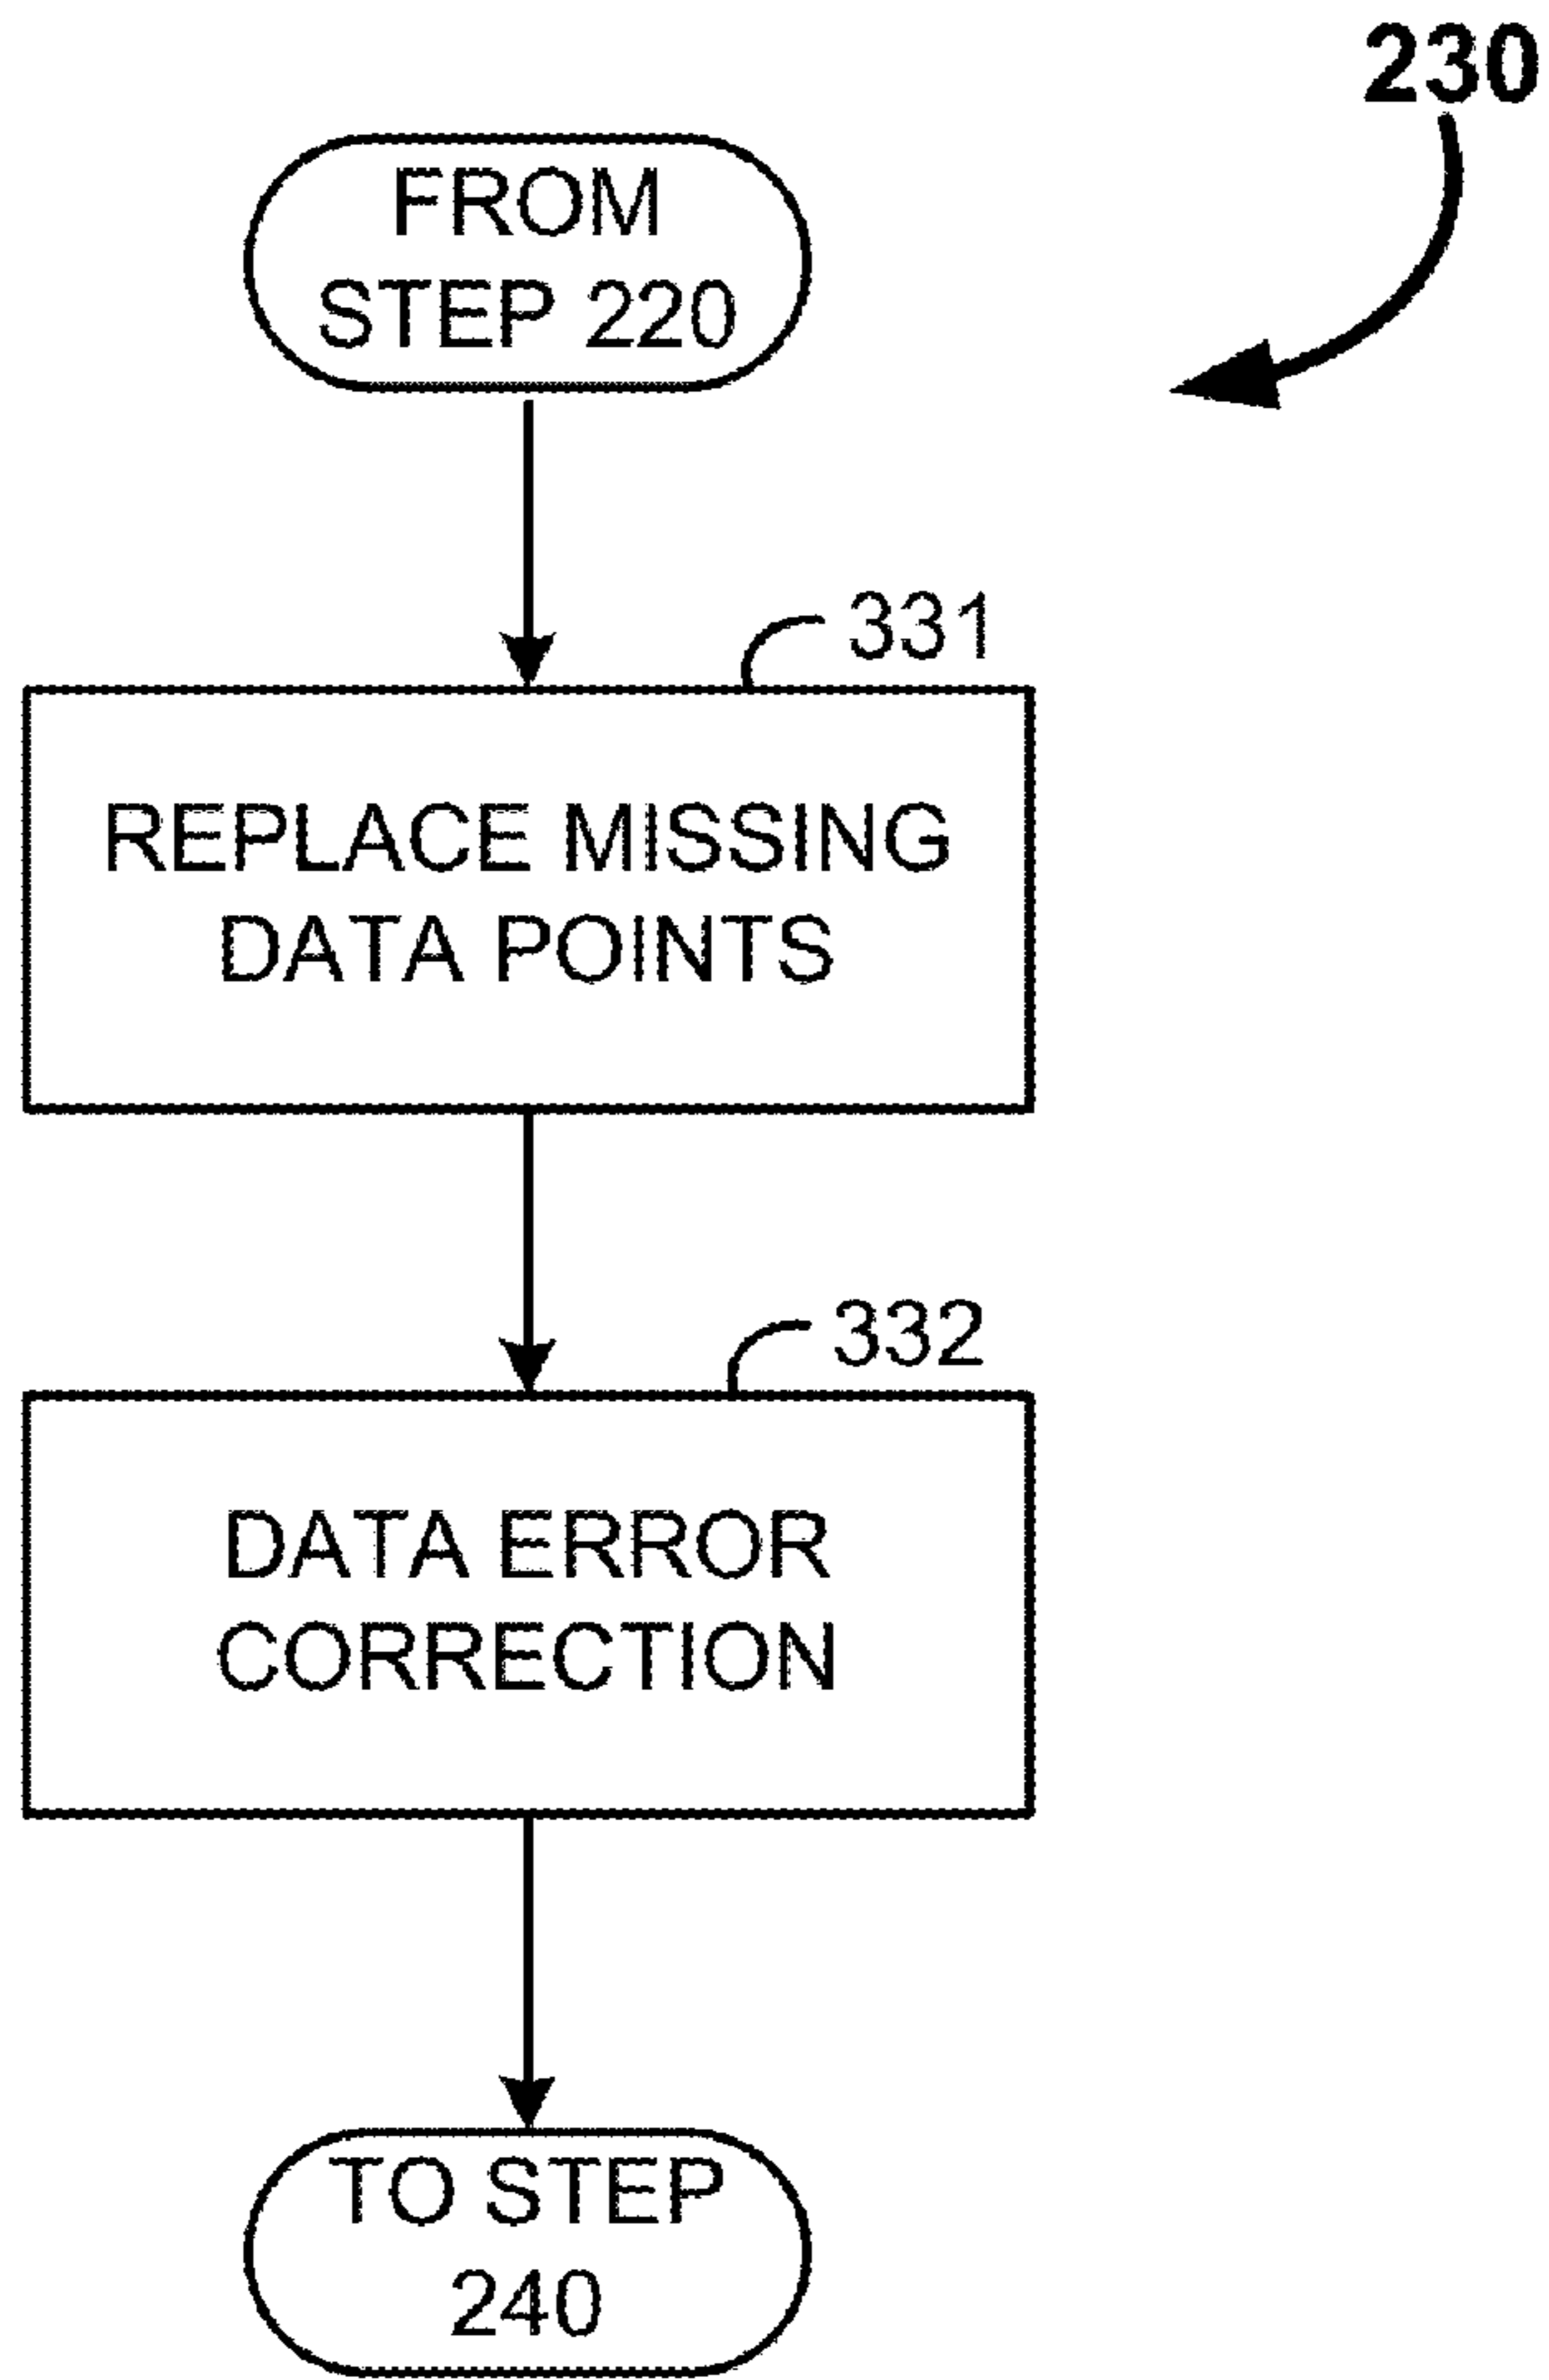 230
FROM
STEP 220
331
REPLACE MISSING
DATA POINTS
332
DATA ERROR
CORRECTION
TO STEP
240